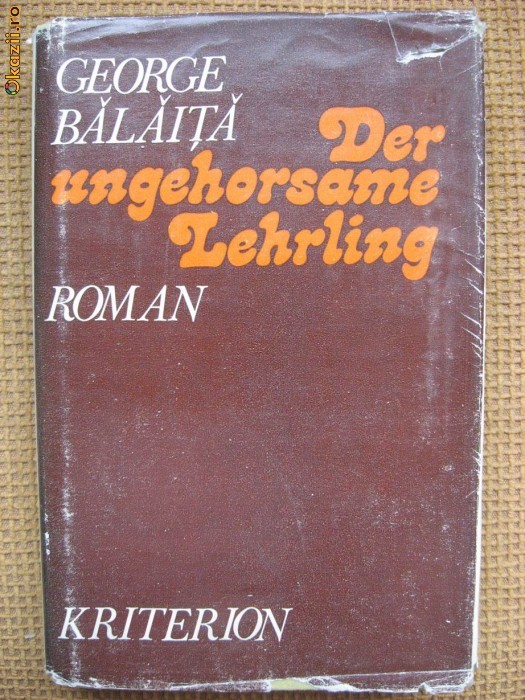 Okazii.ro
GEORGE
BĂLĂIȚĂ
Der
ungehorsame
Lehrling
ROMAN
KRITERION